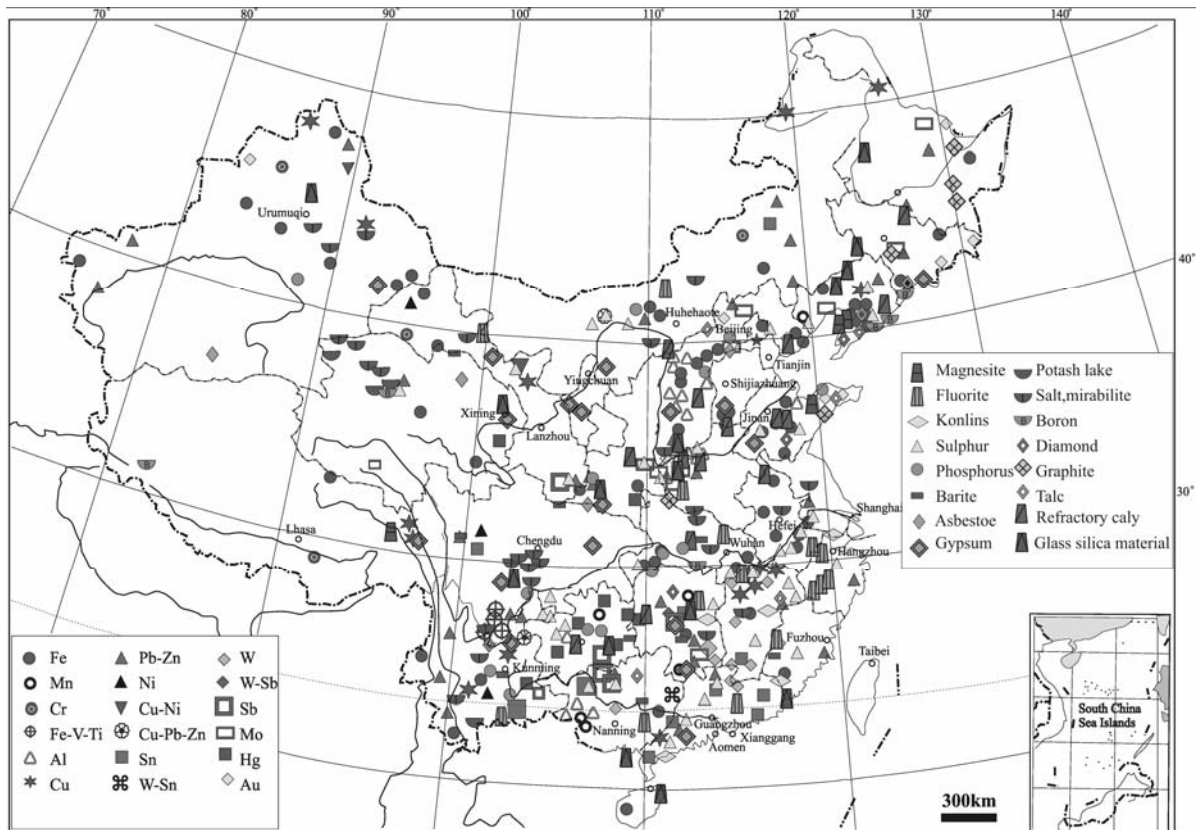 70°
80°
90°
100°
110°
120°
130°
140°
40°
30°
Urumuqi
Huhehaote
Beijing
Tianjin
Yingchuan
Shijiazhuang
Xining
Lanzhou
Jinan
Lhasa
Chengdu
Hefei
Shanghai
Wuhan
Hangzhou
Fuzhou
Taibei
Kunming
Nanning
Guangzhou
Xianggang
Aomen
Magnesite
Fluorite
Konlins
Sulphur
Phosphorus
Barite
Asbestoe
Gypsum
Potash lake
Salt,mirabilite
Boron
Diamond
Graphite
Talc
Refractory caly
Glass silica material
Fe
Mn
Cr
Fe-V-Ti
Al
Cu
Pb-Zn
Ni
Cu-Ni
Cu-Pb-Zn
Sn
W-Sn
W
W-Sb
Sb
Mo
Hg
Au
300km
South China
Sea Islands